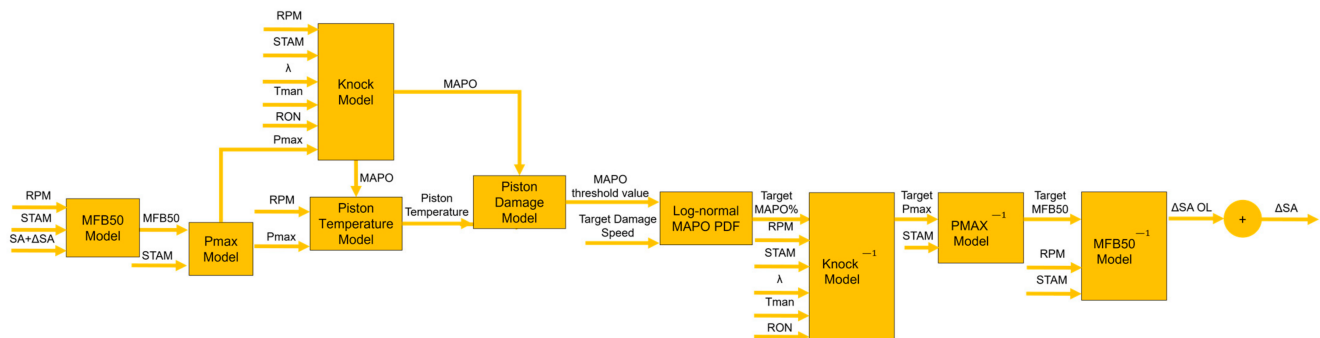 RPM
STAM
SA+ΔSA
MFB50
Model
MFB50
STAM
Pmax
Model
RPM
STAM
λ
Tman
RON
Pmax
Knock
Model
MAPO
MAPO
RPM
Pmax
Piston
Temperature
Model
Piston
Temperature
Piston
Damage
Model
MAPO
threshold value
Target Damage
Speed
Log-normal
MAPO PDF
Target
MAPO%
RPM
STAM
λ
Tman
RON
Knock −1
Model
Target
Pmax
STAM
PMAX −1
Model
Target
MFB50
RPM
STAM
MFB50 −1
Model
ΔSA OL
+
ΔSA